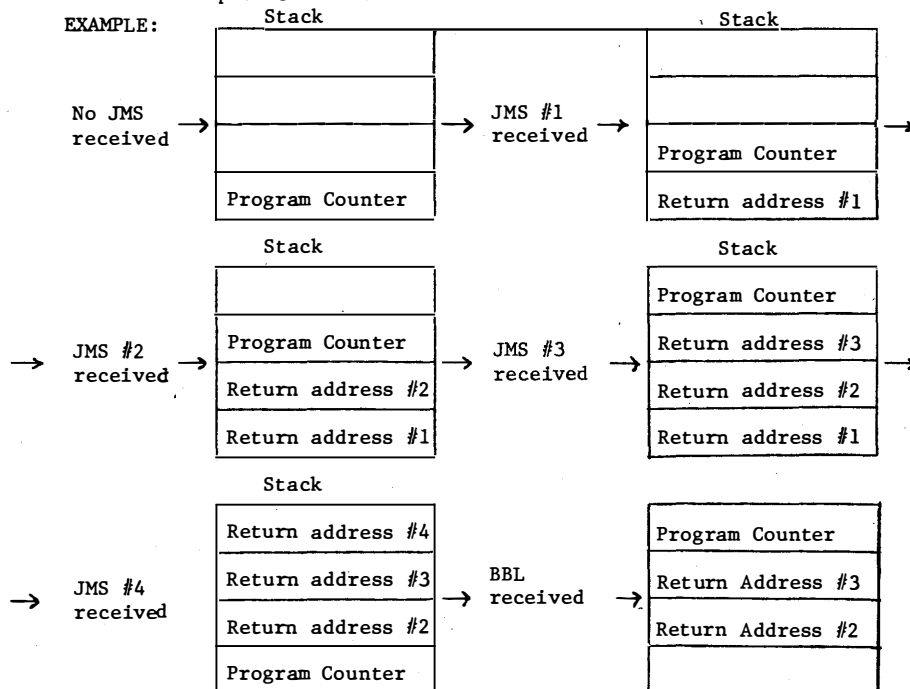 EXAMPLE:
Stack
Stack
No JMS
received
Program Counter
JMS #1
received
Program Counter
Return address #1
Stack
Stack
JMS #2
received
Program Counter
Return address #2
Return address #1
JMS #3
received
Program Counter
Return address #3
Return address #2
Return address #1
Stack
JMS #4
received
Return address #4
Return address #3
Return address #2
Program Counter
BBL
received
Program Counter
Return Address #3
Return Address #2